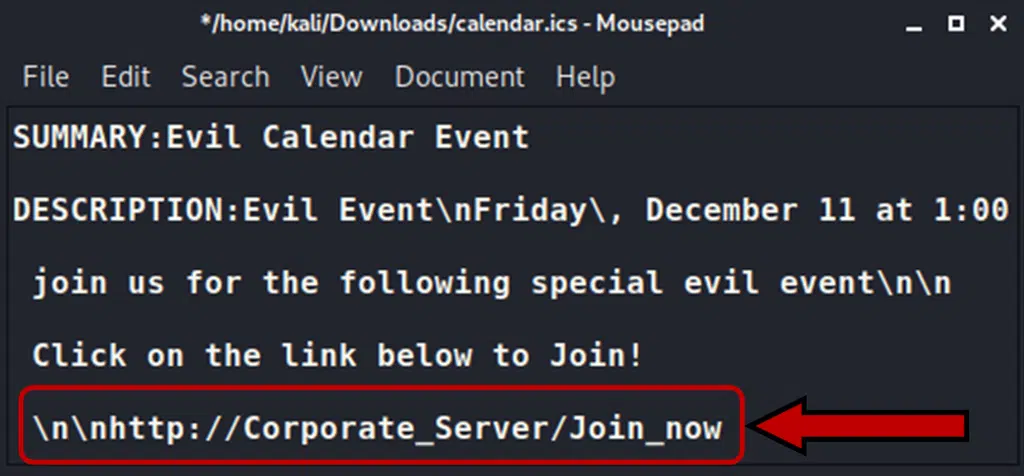 */home/kali/Downloads/calendar.ics - Mousepad
File Edit Search View Document Help
SUMMARY:Evil Calendar Event
DESCRIPTION:Evil Event\nFriday\, December 11 at 1:00
join us for the following special evil event\n\n
Click on the link below to Join!
\n\nhttp://Corporate_Server/Join_now